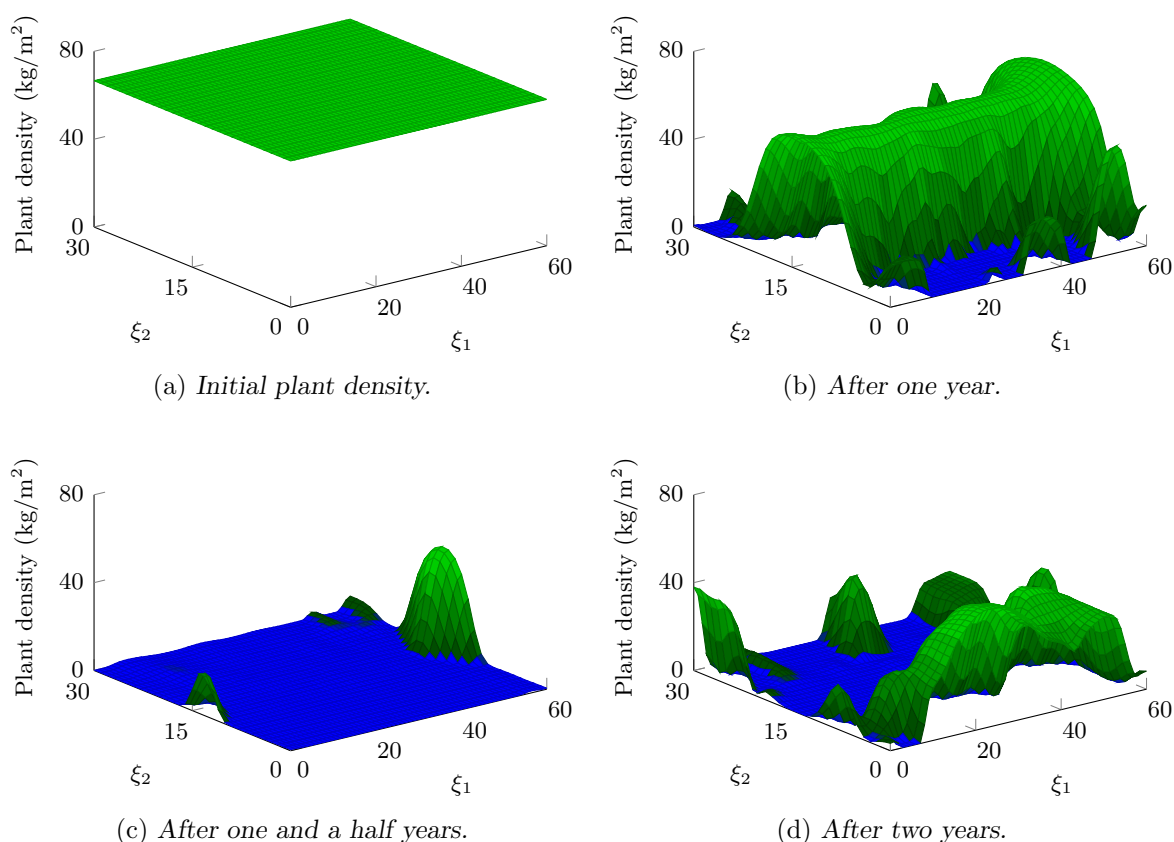 Plant density (kg/m²)
80
40
0
30
15
0
0
20
40
60
ξ₂
ξ₁
(a) Initial plant density.
Plant density (kg/m²)
80
40
0
30
15
0
0
20
40
60
ξ₂
ξ₁
(b) After one year.
Plant density (kg/m²)
80
40
0
30
15
0
0
20
40
60
ξ₂
ξ₁
(c) After one and a half years.
Plant density (kg/m²)
80
40
0
30
15
0
0
20
40
60
ξ₂
ξ₁
(d) After two years.